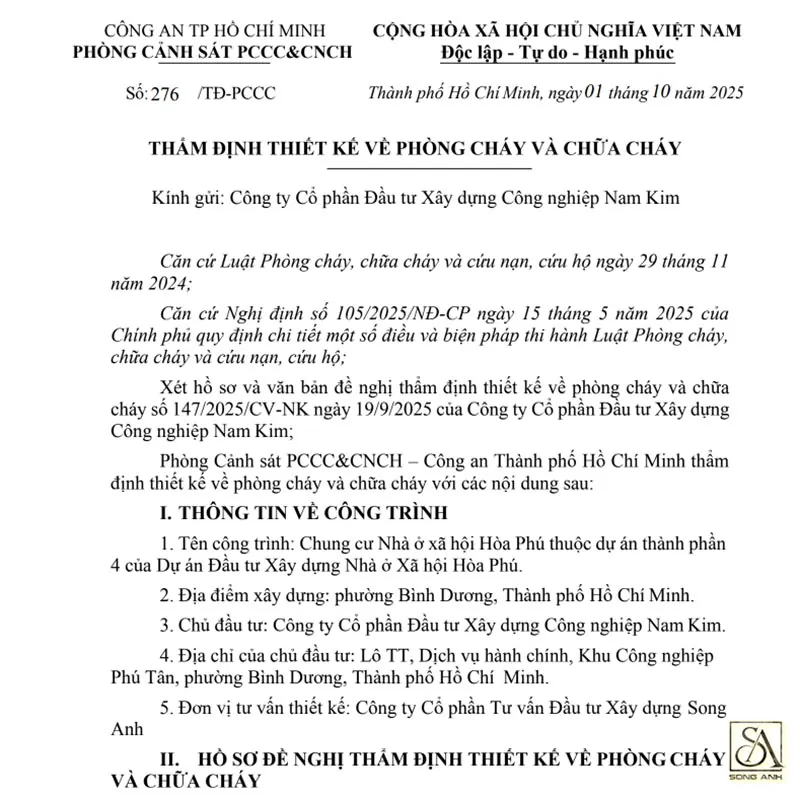 CÔNG AN TP HỒ CHÍ MINH
PHÒNG CẢNH SÁT PCCC&CNCH
CỘNG HÒA XÃ HỘI CHỦ NGHĨA VIỆT NAM
Độc lập - Tự do - Hạnh phúc
Số: 276 /TĐ-PCCC
Thành phố Hồ Chí Minh, ngày 01 tháng 10 năm 2025
THẨM ĐỊNH THIẾT KẾ VỀ PHÒNG CHÁY VÀ CHỮA CHÁY
Kính gửi: Công ty Cổ phần Đầu tư Xây dựng Công nghiệp Nam Kim
Căn cứ Luật Phòng cháy, chữa cháy và cứu nạn, cứu hộ ngày 29 tháng 11
năm 2024;
Căn cứ Nghị định số 105/2025/NĐ-CP ngày 15 tháng 5 năm 2025 của
Chính phủ quy định chi tiết một số điều và biện pháp thi hành Luật Phòng cháy,
chữa cháy và cứu nạn, cứu hộ;
Xét hồ sơ và văn bản đề nghị thẩm định thiết kế về phòng cháy và chữa
cháy số 147/2025/CV-NK ngày 19/9/2025 của Công ty Cổ phần Đầu tư Xây dựng
Công nghiệp Nam Kim;
Phòng Cảnh sát PCCC&CNCH – Công an Thành phố Hồ Chí Minh thẩm
định thiết kế về phòng cháy và chữa cháy với các nội dung sau:
I. THÔNG TIN VỀ CÔNG TRÌNH
1. Tên công trình: Chung cư Nhà ở xã hội Hòa Phú thuộc dự án thành phần
4 của Dự án Đầu tư Xây dựng Nhà ở Xã hội Hòa Phú.
2. Địa điểm xây dựng: phường Bình Dương, Thành phố Hồ Chí Minh.
3. Chủ đầu tư: Công ty Cổ phần Đầu tư Xây dựng Công nghiệp Nam Kim.
4. Địa chỉ của chủ đầu tư: Lô TT, Dịch vụ hành chính, Khu Công nghiệp
Phú Tân, phường Bình Dương, Thành phố Hồ Chí Minh.
5. Đơn vị tư vấn thiết kế: Công ty Cổ phần Tư vấn Đầu tư Xây dựng Song
Anh
II. HỒ SƠ ĐỀ NGHỊ THẨM ĐỊNH THIẾT KẾ VỀ PHÒNG CHÁY
VÀ CHỮA CHÁY
SA
SONG ANH